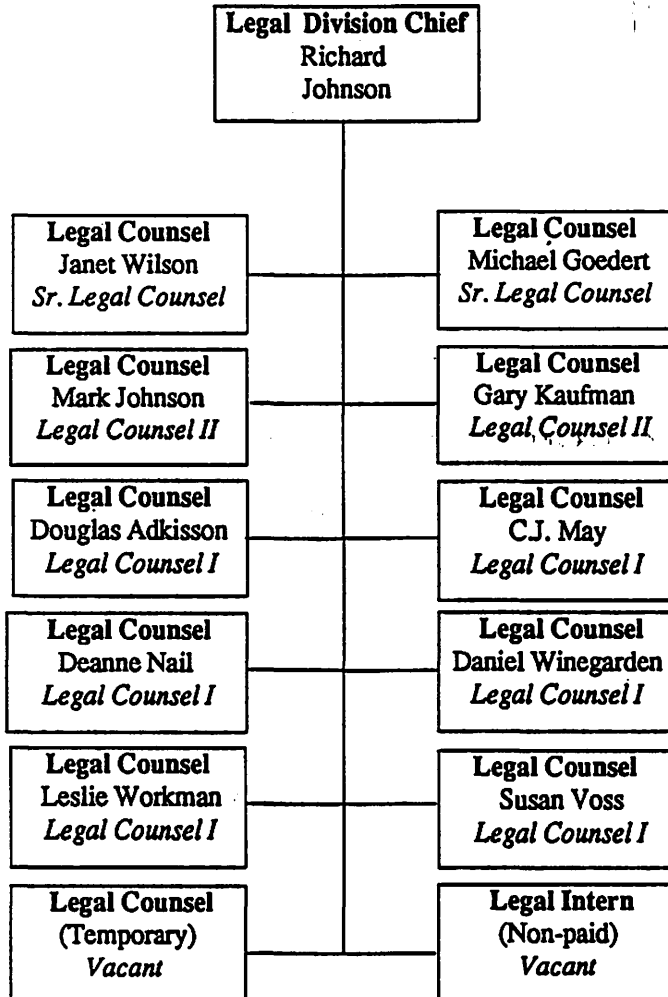 Legal Division Chief
Richard
Johnson
Legal Counsel
Janet Wilson
Sr. Legal Counsel
Legal Counsel
Michael Goedert
Sr. Legal Counsel
Legal Counsel
Mark Johnson
Legal Counsel II
Legal Counsel
Gary Kaufman
Legal Counsel II
Legal Counsel
Douglas Adkisson
Legal Counsel I
Legal Counsel
C.J. May
Legal Counsel I
Legal Counsel
Deanne Nail
Legal Counsel I
Legal Counsel
Daniel Winegarden
Legal Counsel I
Legal Counsel
Leslie Workman
Legal Counsel I
Legal Counsel
Susan Voss
Legal Counsel I
Legal Counsel
(Temporary)
Vacant
Legal Intern
(Non-paid)
Vacant